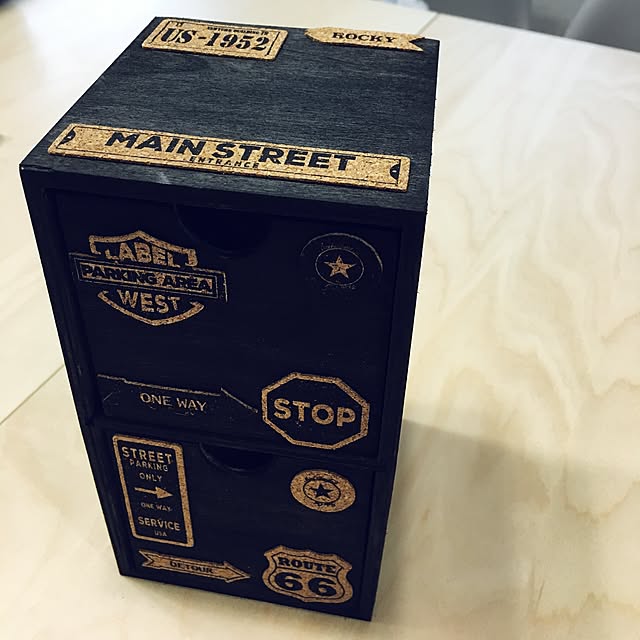 US-1952
ROCKY
MAIN STREET
ENTRANCE
LABEL
PARKING AREA
WEST
ONE WAY
STOP
STREET
PARKING
ONLY
ONE WAY
SERVICE
USA
DETOUR
ROUTE
66